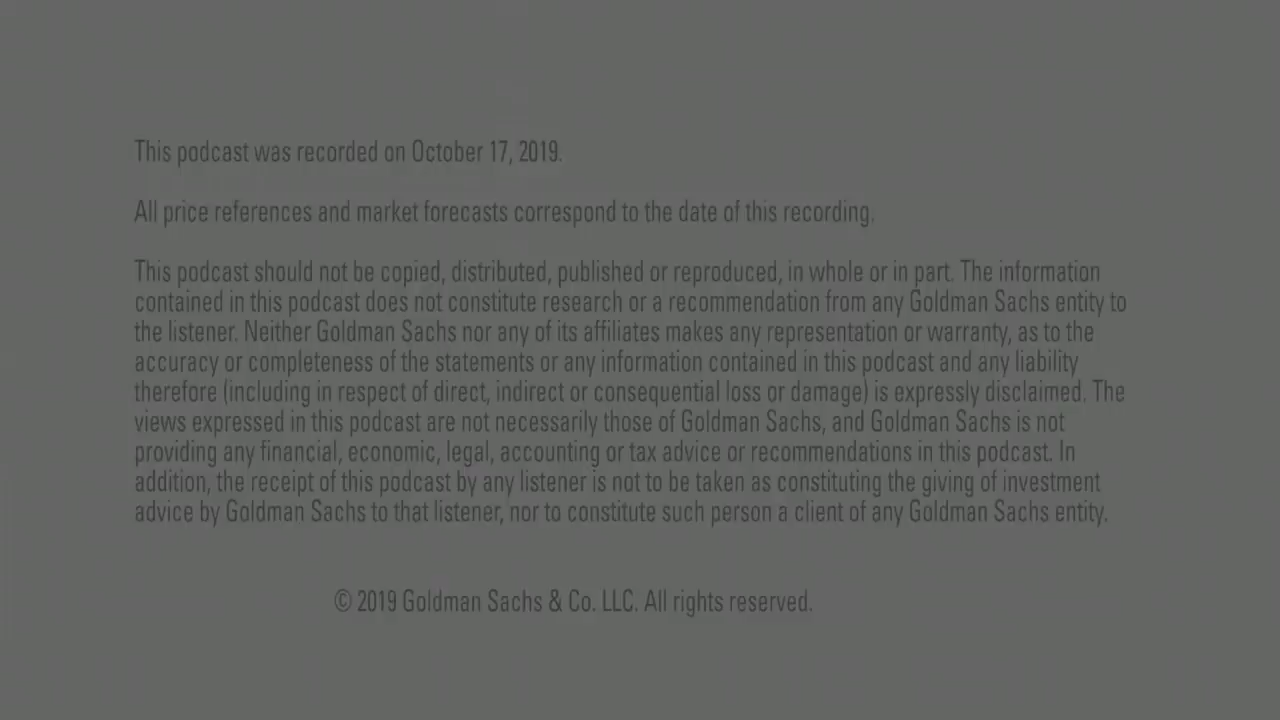 This podcast was recorded on October 17, 2019.
All price references and market forecasts correspond to the date of this recording.
This podcast should not be copied, distributed, published or reproduced, in whole or in part. The information
contained in this podcast does not constitute research or a recommendation from any Goldman Sachs entity to
the listener. Neither Goldman Sachs nor any of its affiliates makes any representation or warranty, as to the
accuracy or completeness of the statements or any information contained in this podcast and any liability
therefore (including in respect of direct, indirect or consequential loss or damage) is expressly disclaimed. The
views expressed in this podcast are not necessarily those of Goldman Sachs, and Goldman Sachs is not
providing any financial, economic, legal, accounting or tax advice or recommendations in this podcast. In
addition, the receipt of this podcast by any listener is not to be taken as constituting the giving of investment
advice by Goldman Sachs to that listener, nor to constitute such person a client of any Goldman Sachs entity.
© 2019 Goldman Sachs & Co. LLC. All rights reserved.